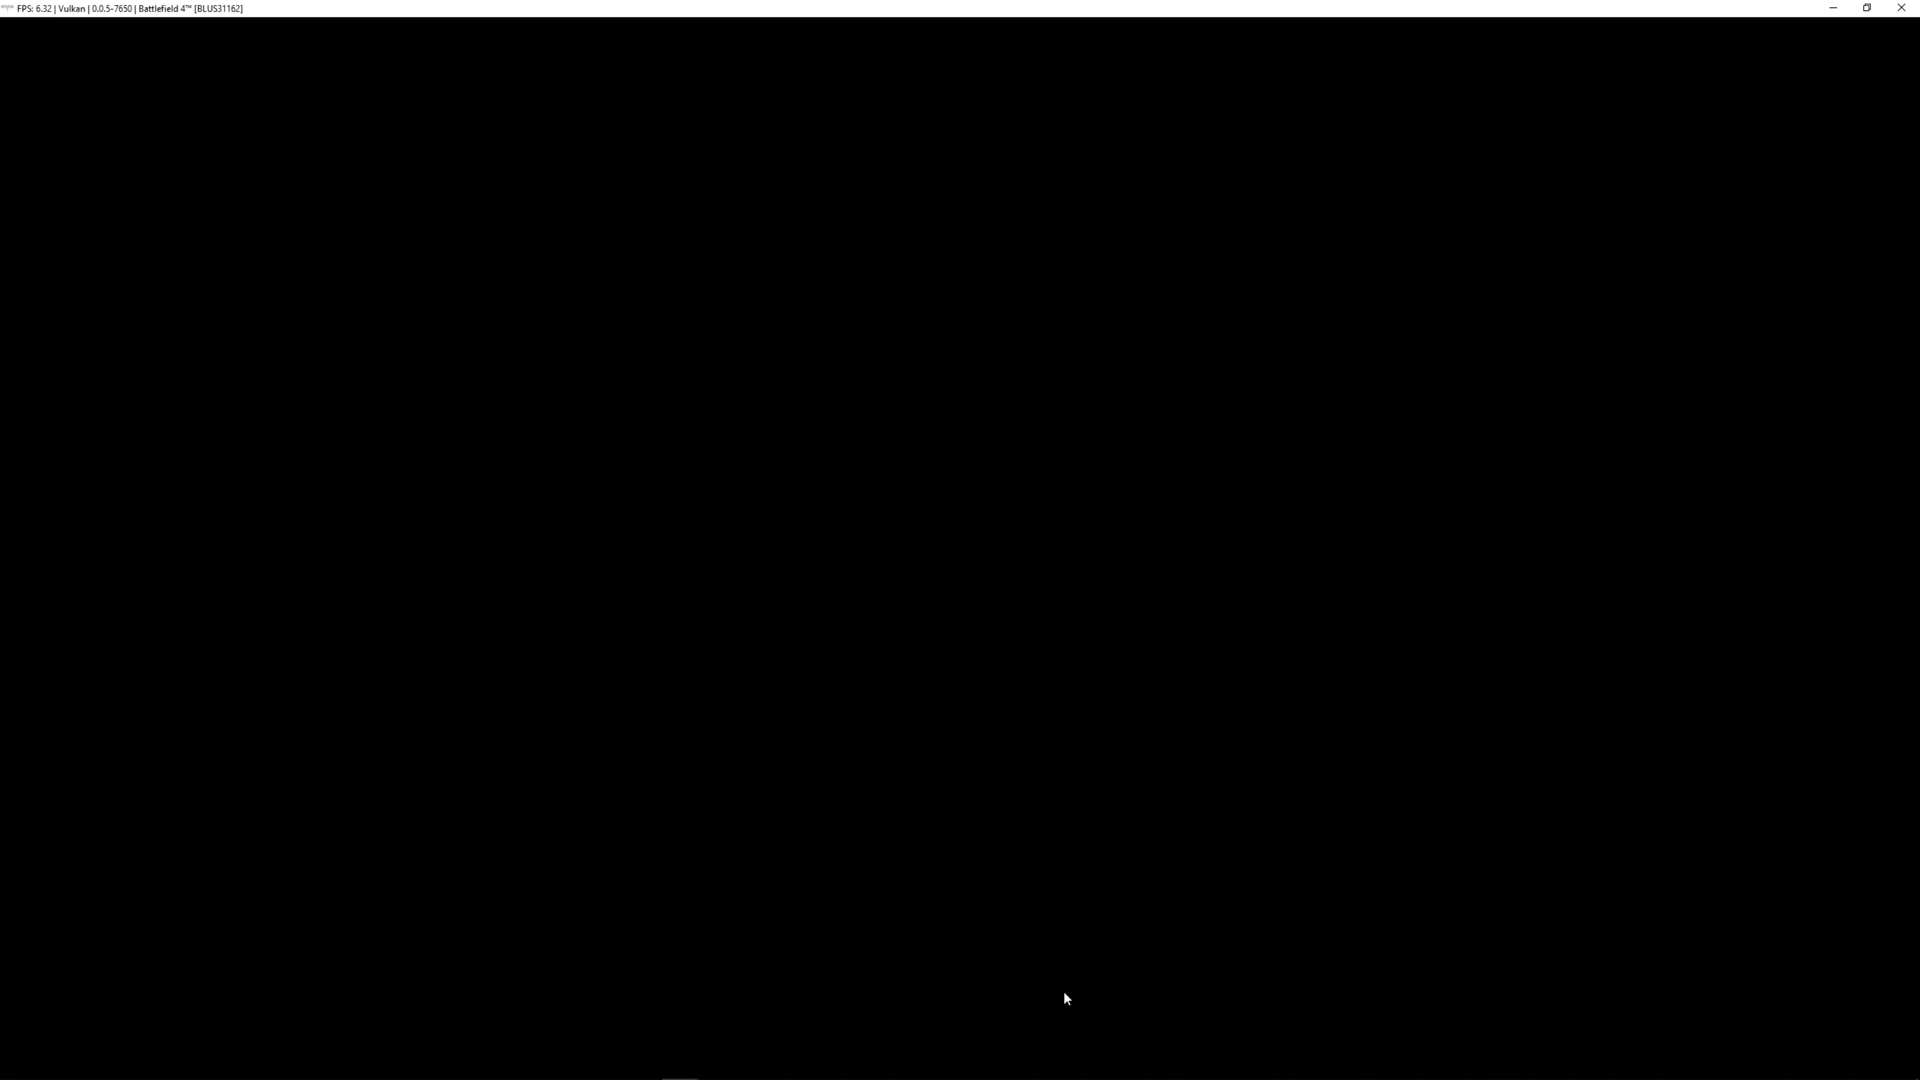 FPS: 6.32 | Vulkan | 0.0.5-7650 | Battlefield 4™ [BLUS31162]